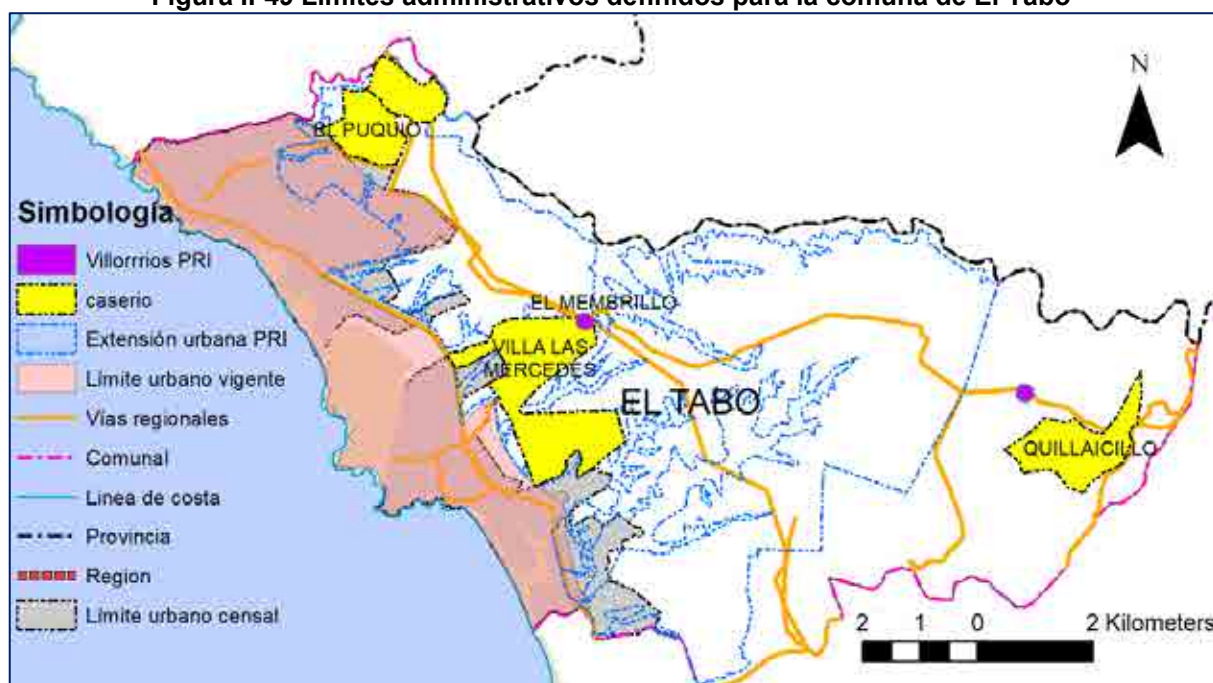 Figura II-49 Límites administrativos definidos para la comuna de El Tabo
N
EL PUQUIO
Simbología
Villorrrios PRI
caserio
Extensión urbana PRI
Límite urbano vigente
Vías regionales
Comunal
Linea de costa
Provincia
Region
Límite urbano censal
EL MEMBRILLO
VILLA LAS
MERCEDES
EL TABO
QUILLAICILLO
2 1 0 2 Kilometers